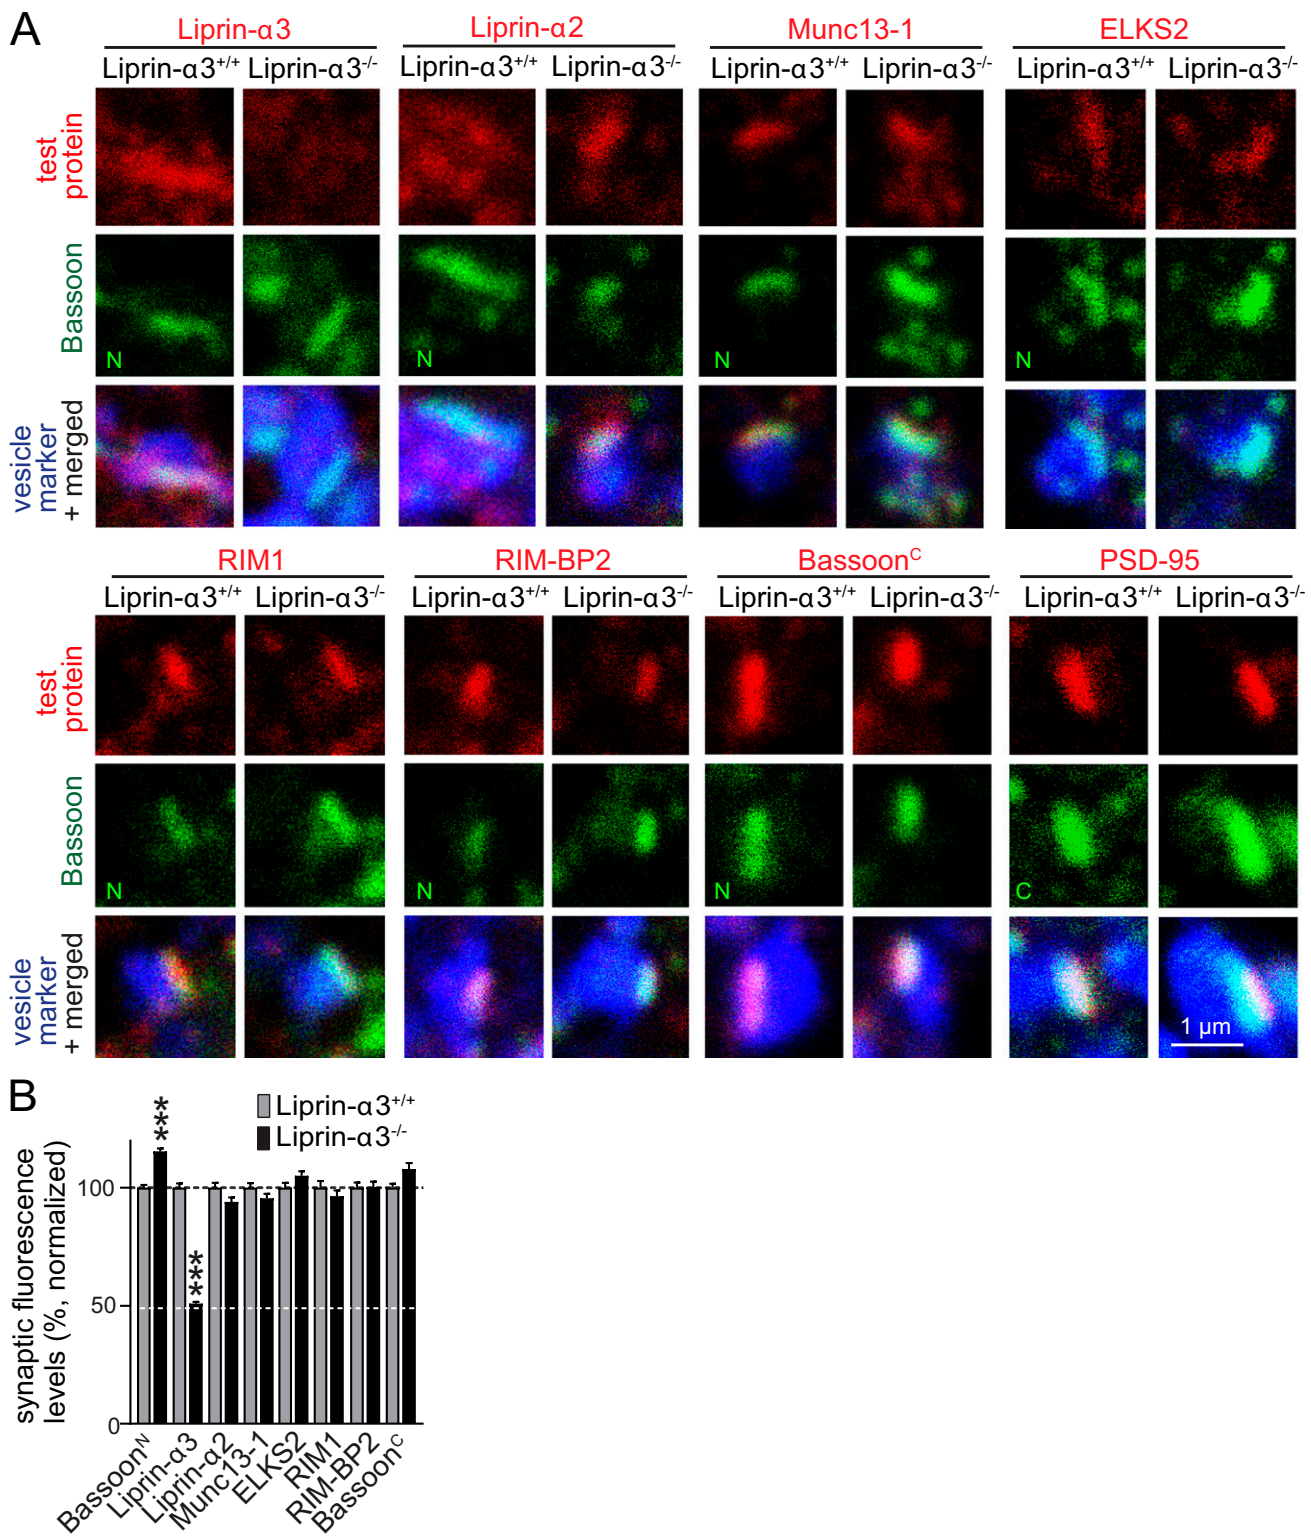 A
Liprin-α3 Liprin-α2 Munc13-1 ELKS2
Liprin-α3+/+ Liprin-α3-/- Liprin-α3+/+ Liprin-α3-/- Liprin-α3+/+ Liprin-α3-/- Liprin-α3+/+ Liprin-α3-/-
test
protein
Bassoon
N N N N
vesicle
marker
+ merged
RIM1 RIM-BP2 Bassoonᶜ PSD-95
Liprin-α3+/+ Liprin-α3-/- Liprin-α3+/+ Liprin-α3-/- Liprin-α3+/+ Liprin-α3-/- Liprin-α3+/+ Liprin-α3-/-
test
protein
Bassoon
N N N C
vesicle
marker
+ merged
1 μm
B
Liprin-α3+/+
Liprin-α3-/-
synaptic fluorescence
levels (%, normalized)
***
100
***
50
0
Bassoonᴺ
Liprin-α3
Liprin-α2
Munc13-1
ELKS2
RIM1
RIM-BP2
Bassoonᶜ